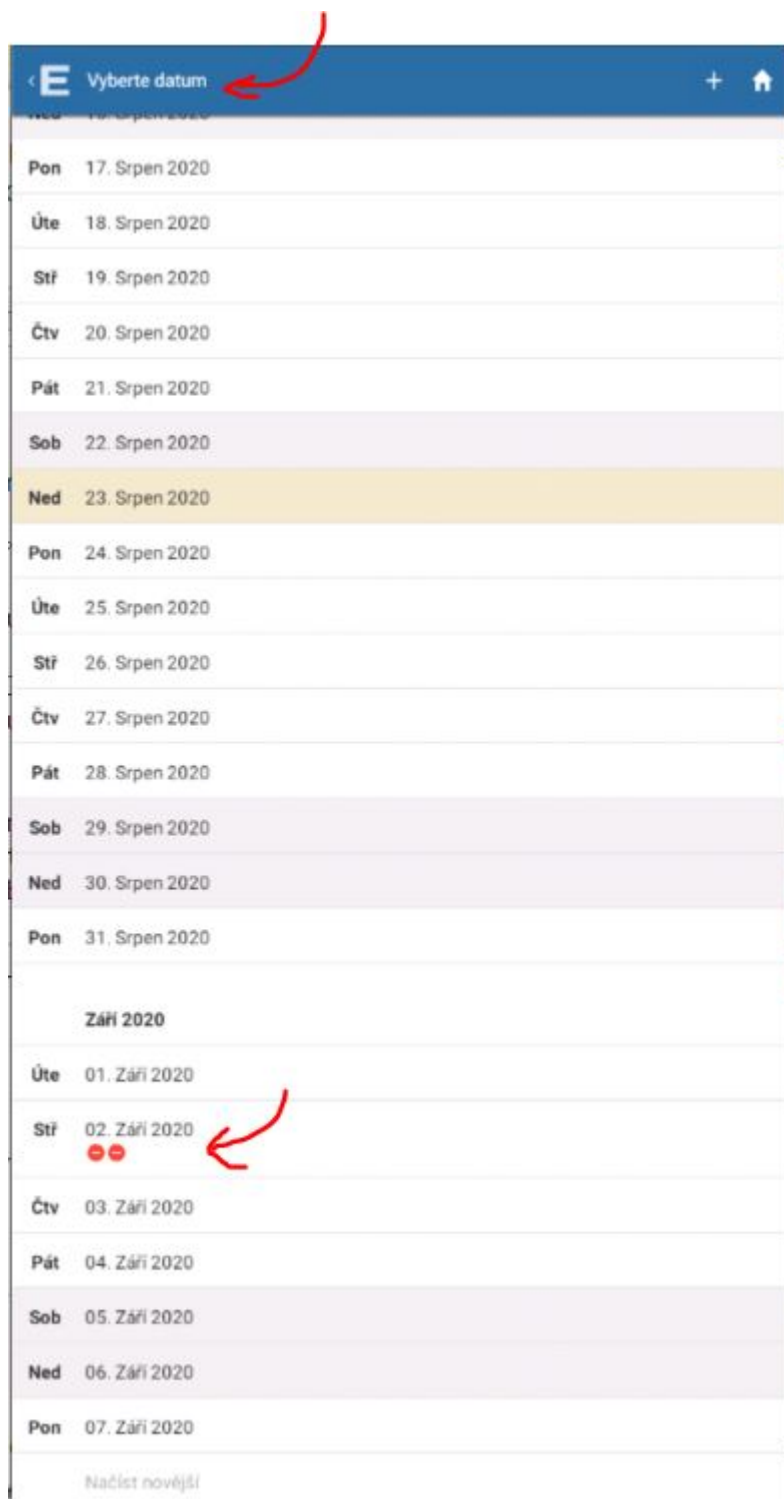 E Vyberte datum
Pon 17. Srpen 2020
Úte 18. Srpen 2020
Stř 19. Srpen 2020
Čtv 20. Srpen 2020
Pát 21. Srpen 2020
Sob 22. Srpen 2020
Ned 23. Srpen 2020
Pon 24. Srpen 2020
Úte 25. Srpen 2020
Stř 26. Srpen 2020
Čtv 27. Srpen 2020
Pát 28. Srpen 2020
Sob 29. Srpen 2020
Ned 30. Srpen 2020
Pon 31. Srpen 2020
Září 2020
Úte 01. Září 2020
Stř 02. Září 2020
Čtv 03. Září 2020
Pát 04. Září 2020
Sob 05. Září 2020
Ned 06. Září 2020
Pon 07. Září 2020
Načíst novější